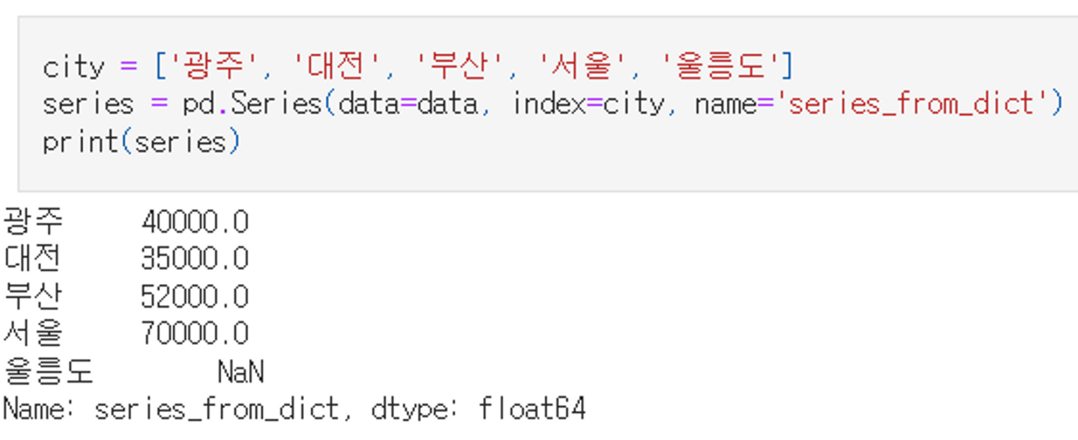 city = ['광주', '대전', '부산', '서울', '울릉도']
series = pd.Series(data=data, index=city, name='series_from_dict')
print(series)
광주 40000.0
대전 35000.0
부산 52000.0
서울 70000.0
울릉도 NaN
Name: series_from_dict, dtype: float64